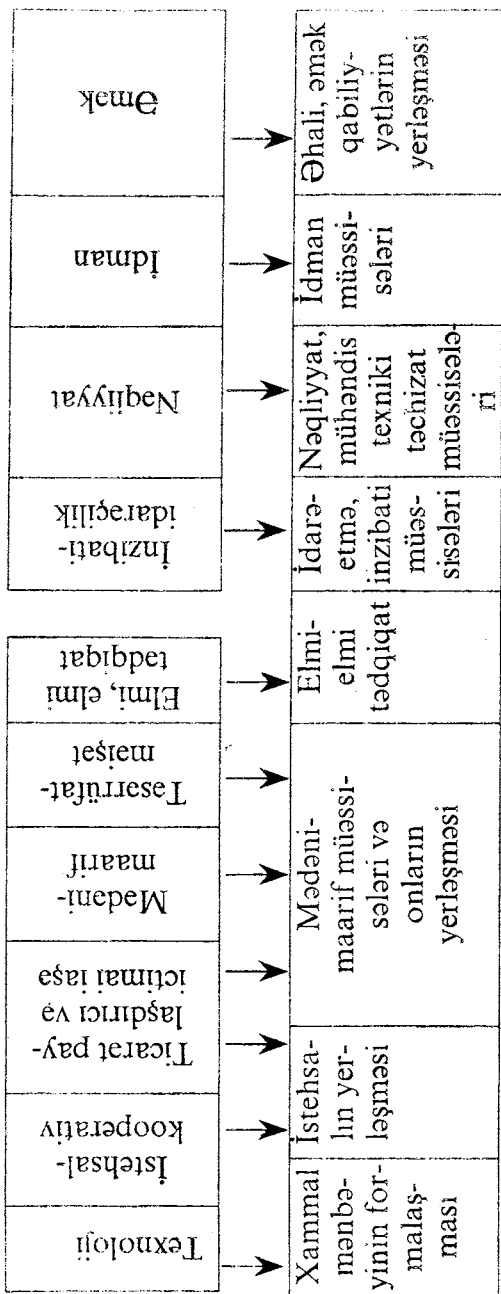 Texnoloji
İstehsal-
kooperativ
Ticarət pay-
laşdırıcı və
ictimai iaşə
Mədəni-
maarif
Təsərrüfat-
məişət
Elmi, elmi
tədqiqat
İnzibati-
idarəçilik
Nəqliyyat
İdman
Əmək
Xammal
mənbə-
yinin for-
malaş-
ması
İstehsa-
lın yer-
ləşməsi
Mədəni-
maarif müəssi-
sələri və
onların
yerləşməsi
Elmi-
elmi
tədqiqat
İdarə-
etmə,
inzibati
müəs-
sisələri
Nəqliyyat,
mühəndis
texniki
təchizat
müəssisələ-
ri
İdman
müəssi-
sələri
Əhali, əmək
qabiliy-
yətlərin
yerləşməsi